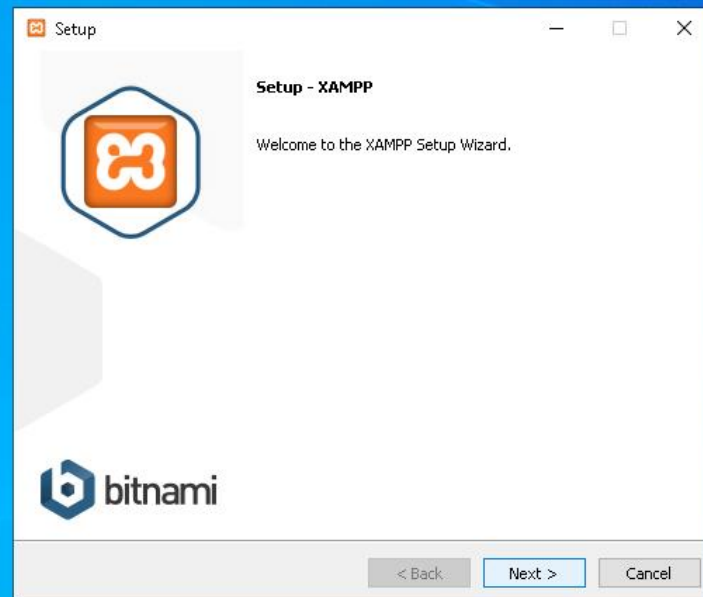 Setup
Setup - XAMPP
Welcome to the XAMPP Setup Wizard.
bitnami
< Back
Next >
Cancel